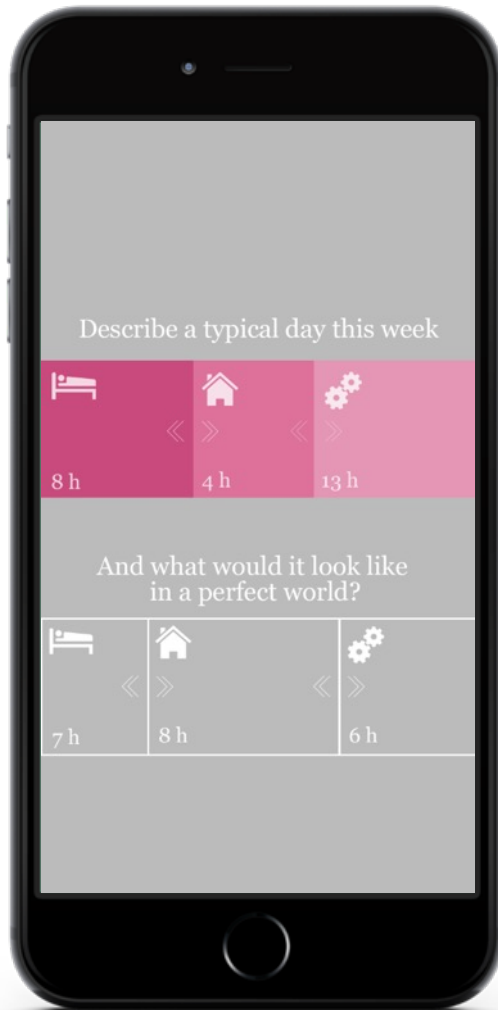 Describe a typical day this week
8 h
4 h
13 h
And what would it look like
in a perfect world?
7 h
8 h
6 h